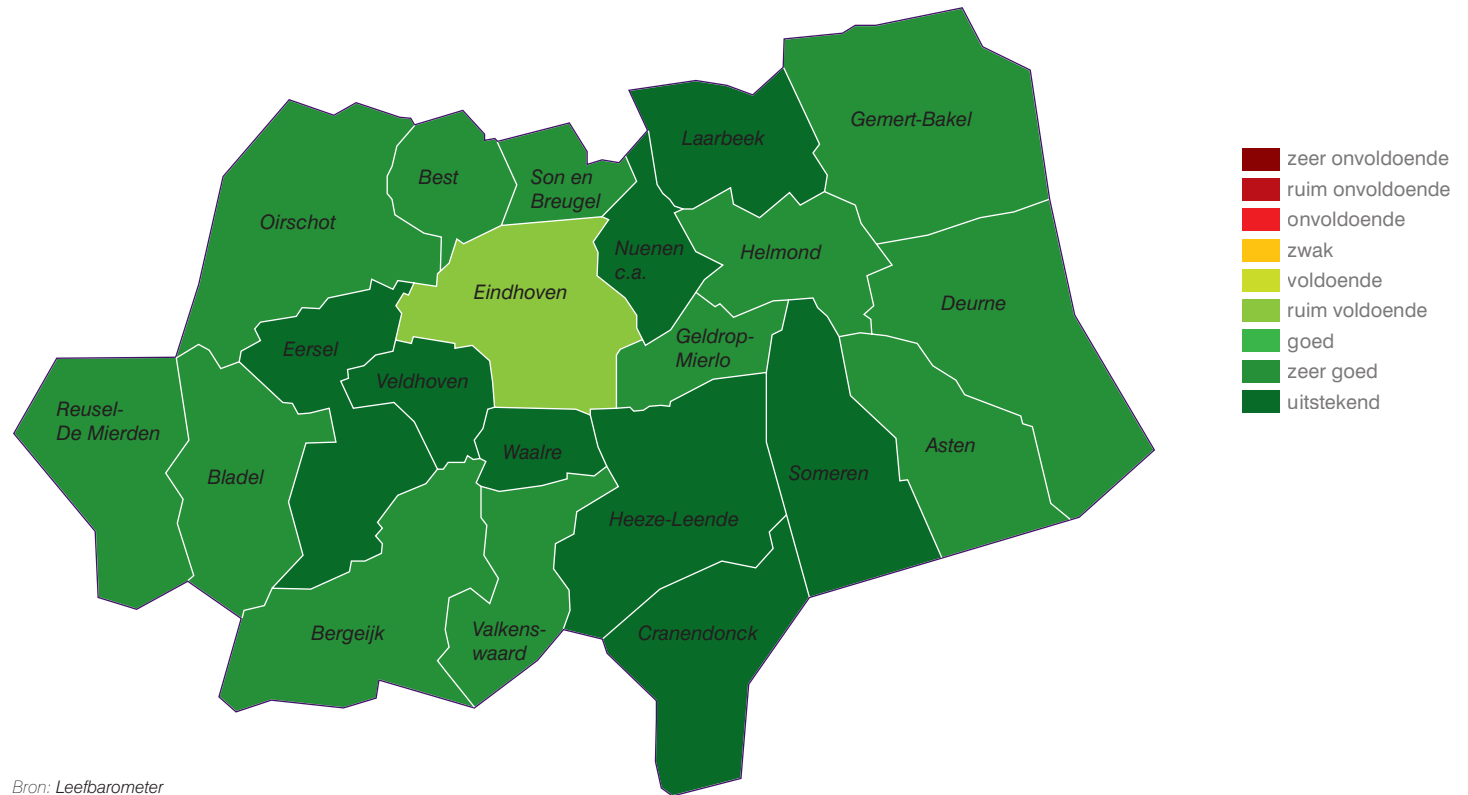 Gemert-Bakel
Laarbeek
Best
Son en
Breugel
Oirschot
Nuenen
c.a.
Helmond
Eindhoven
Deurne
Geldrop-
Mierlo
Eersel
Veldhoven
Reusel-
De Mierden
Bladel
Waalre
Someren
Asten
Heeze-Leende
Bergeijk
Valkens-
waard
Cranendonck
zeer onvoldoende
ruim onvoldoende
onvoldoende
zwak
voldoende
ruim voldoende
goed
zeer goed
uitstekend
Bron: Leefbarometer